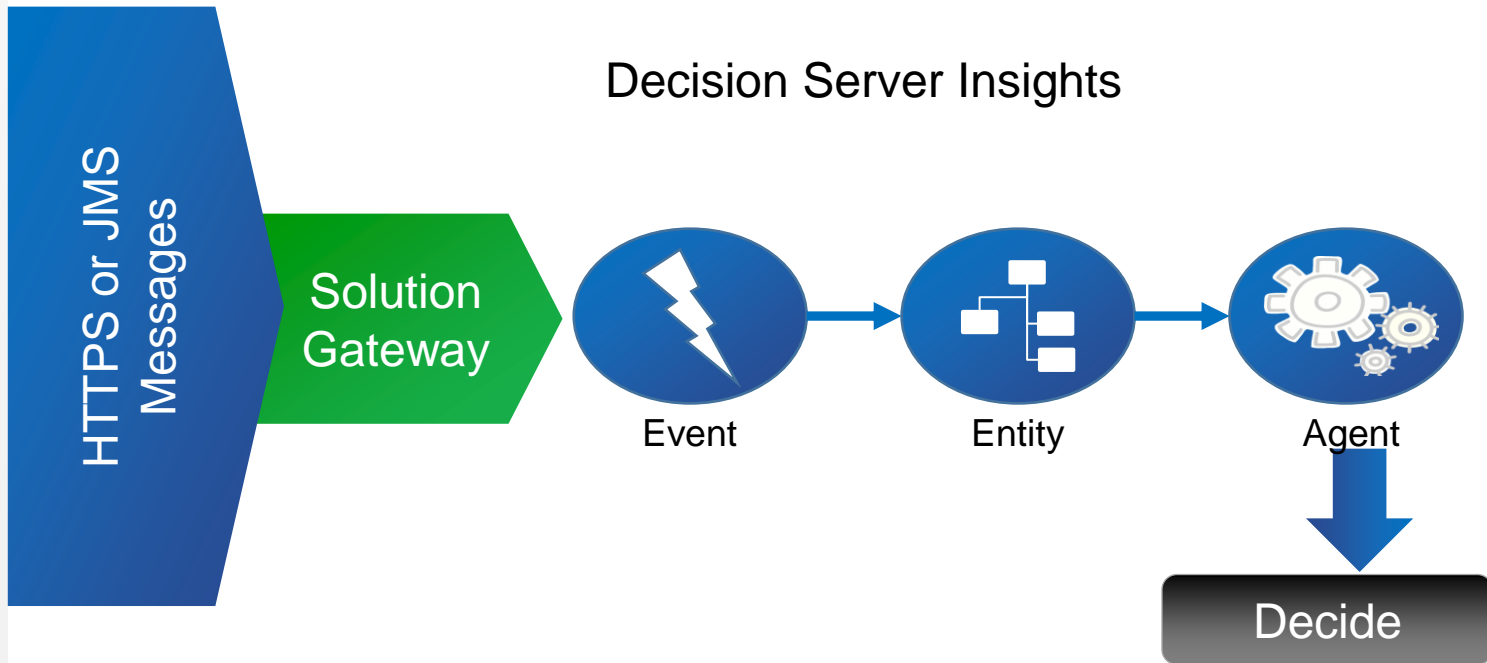 Decision Server Insights
HTTPS or JMS
Messages
Solution
Gateway
Event
Entity
Agent
Decide